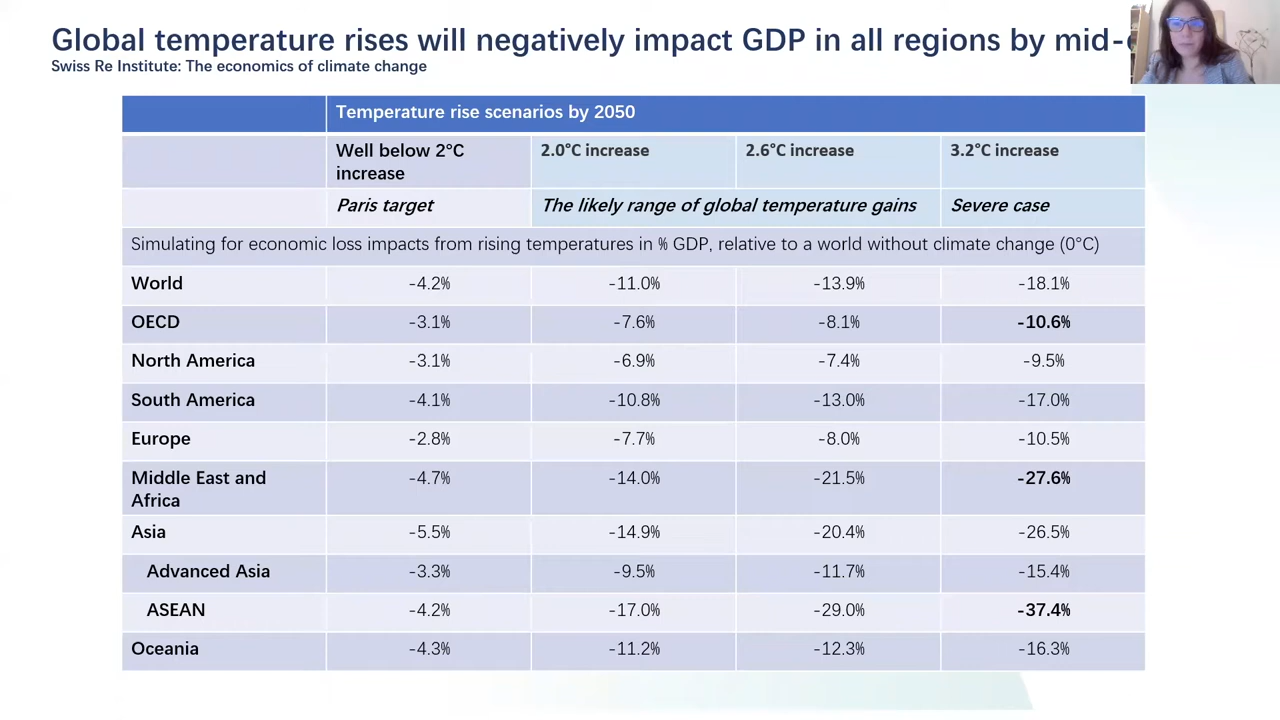 Global temperature rises will negatively impact GDP in all regions by mid-
Swiss Re Institute: The economics of climate change
Temperature rise scenarios by 2050
Well below 2°C increase 2.0°C increase 2.6°C increase 3.2°C increase
Paris target The likely range of global temperature gains Severe case
Simulating for economic loss impacts from rising temperatures in % GDP, relative to a world without climate change (0°C)
World -4.2% -11.0% -13.9% -18.1%
OECD -3.1% -7.6% -8.1% -10.6%
North America -3.1% -6.9% -7.4% -9.5%
South America -4.1% -10.8% -13.0% -17.0%
Europe -2.8% -7.7% -8.0% -10.5%
Middle East and Africa -4.7% -14.0% -21.5% -27.6%
Asia -5.5% -14.9% -20.4% -26.5%
Advanced Asia -3.3% -9.5% -11.7% -15.4%
ASEAN -4.2% -17.0% -29.0% -37.4%
Oceania -4.3% -11.2% -12.3% -16.3%